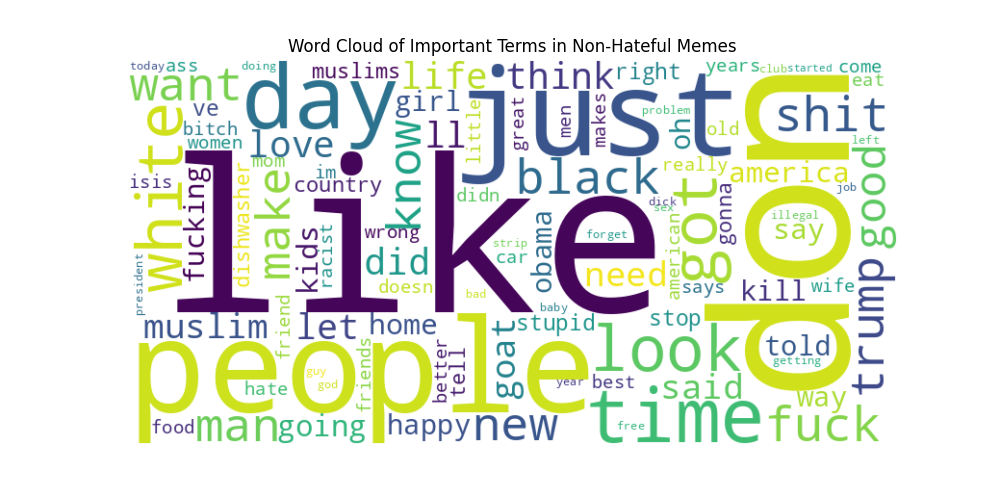 Word Cloud of Important Terms in Non-Hateful Memes
today ass doing muslims life think right years club started come
want day just don eat
ve girl little great men makes problem shit
bitch know ll oh old
women love left
white mom im black really america good
isis fucking dishwasher make country didn got gonna dick job
like sex illegal
kids racist wrong did strip car obama forget need american say
president doesn bad baby says kill wife trump
muslim friend let home goat stupid look stop told
people better tell getting
hate guy god friends year best said way
food man going happy new time free fuck